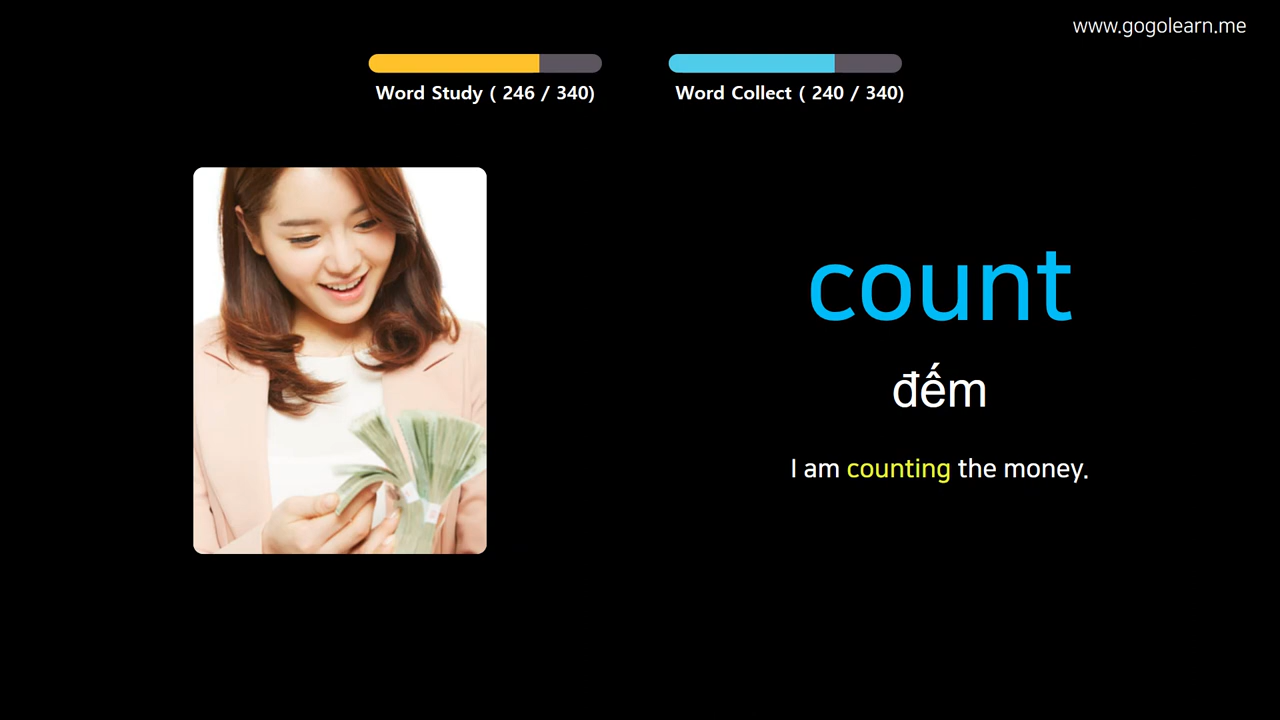 www.gogolearn.me
Word Study ( 246 / 340)
Word Collect ( 240 / 340)
count
đếm
I am counting the money.